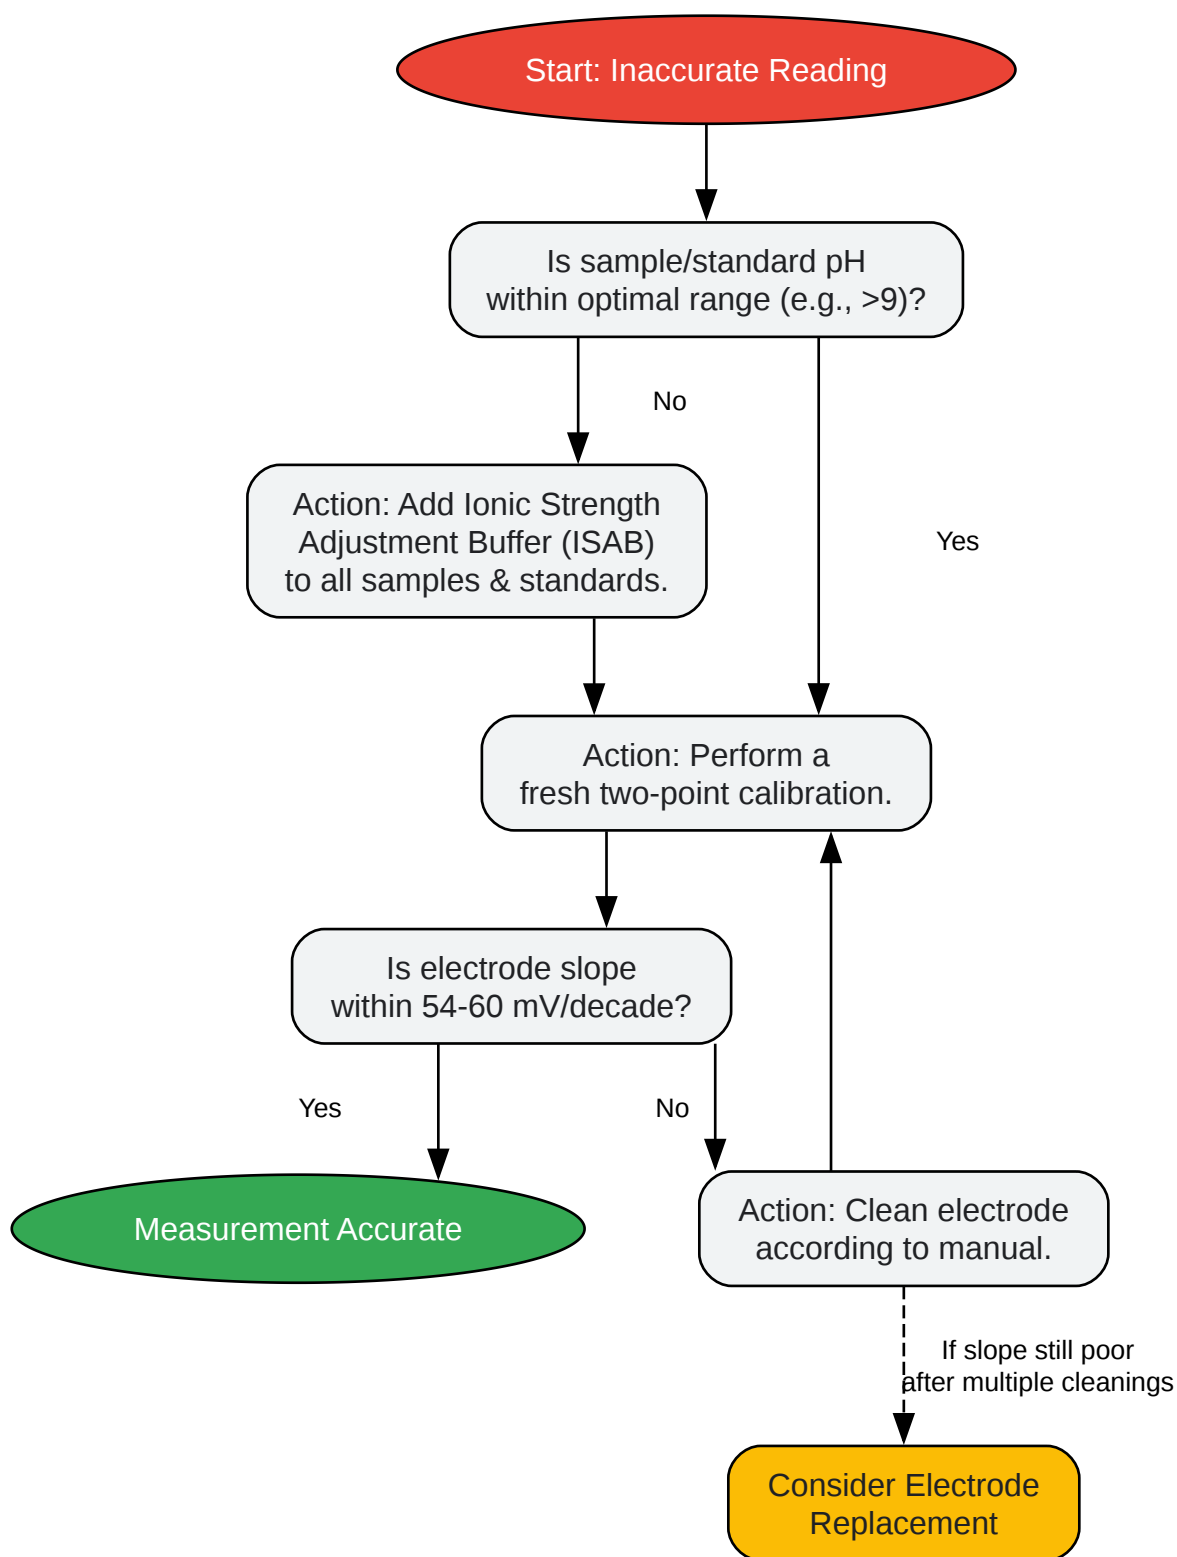 Start: Inaccurate Reading
Is sample/standard pH
within optimal range (e.g., >9)?
No
Action: Add Ionic Strength
Adjustment Buffer (ISAB)
to all samples & standards.
Yes
Action: Perform a
fresh two-point calibration.
Is electrode slope
within 54-60 mV/decade?
Yes
No
Measurement Accurate
Action: Clean electrode
according to manual.
If slope still poor
after multiple cleanings
Consider Electrode
Replacement